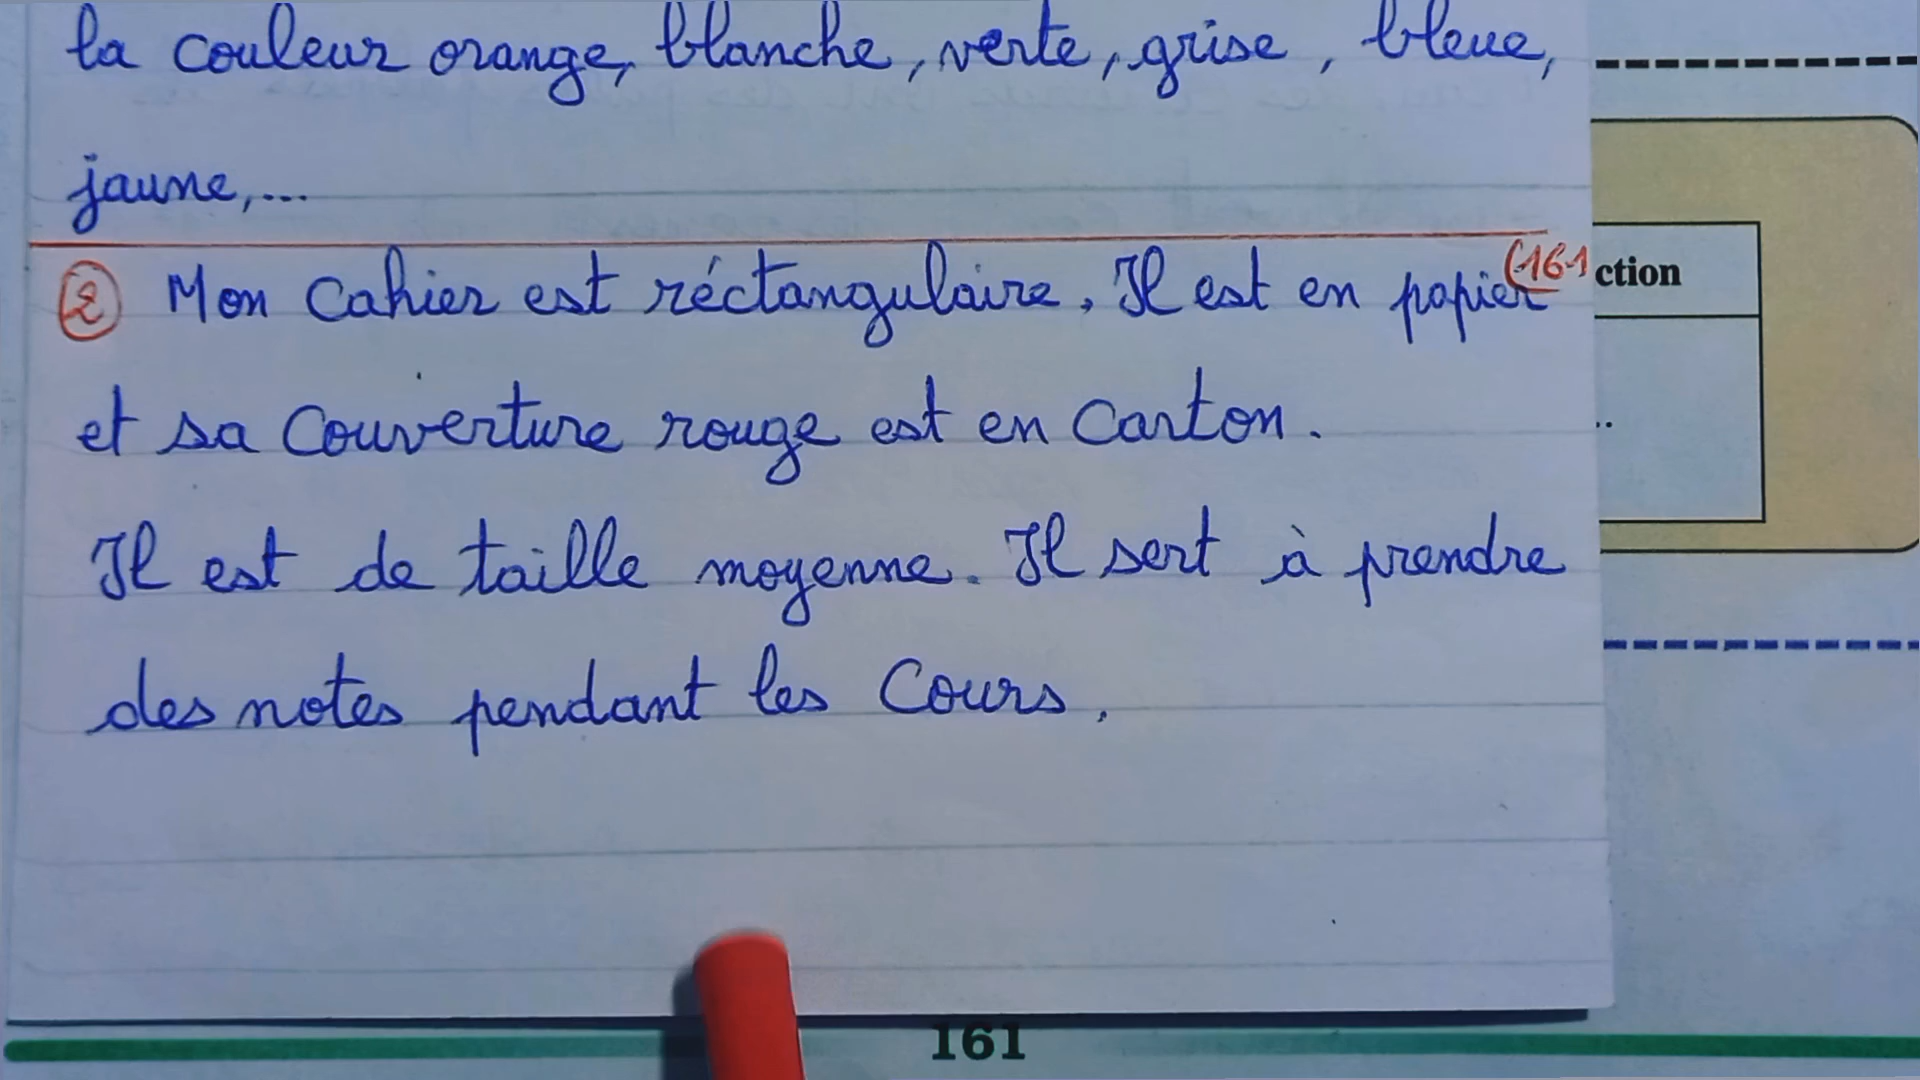 la couleur orange, blanche, verte, grise, bleue,
jaune,...
(161
② Mon Cahier est réctangulaire. Il est en papier
ction
et sa Couverture rouge est en Carton.
..
Il est de taille moyenne. Il sert à prendre
des notes pendant les Cours.
161